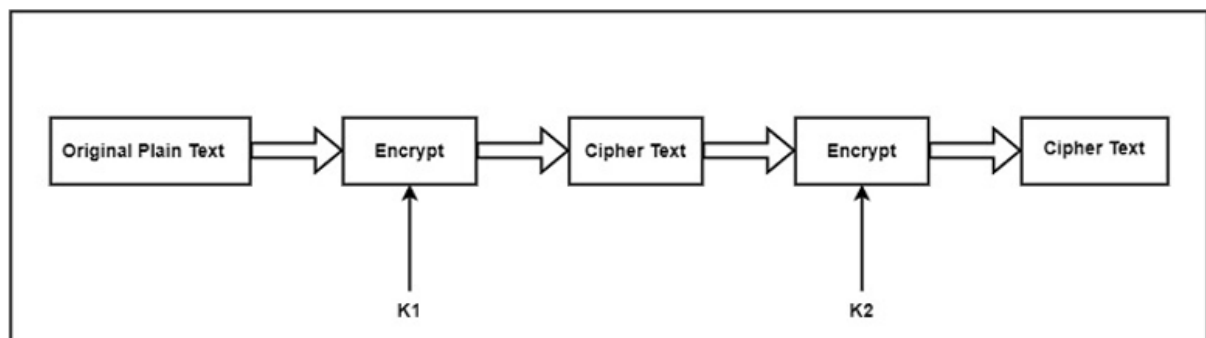 Original Plain Text
Encrypt
Cipher Text
Encrypt
Cipher Text
K1
K2